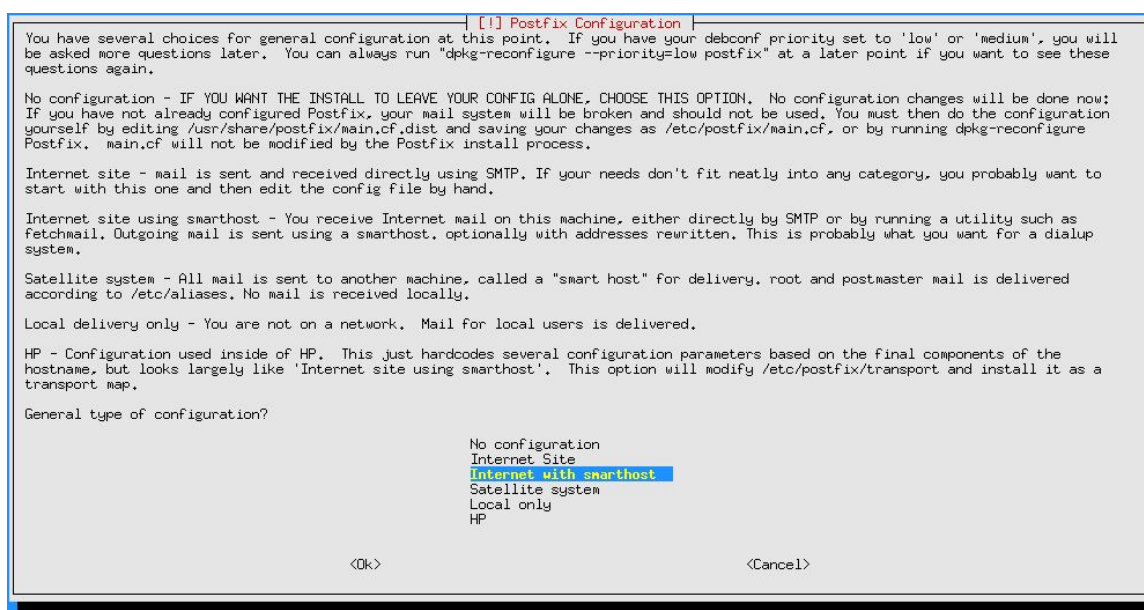 [!] Postfix Configuration
You have several choices for general configuration at this point. If you have your debconf priority set to 'low' or 'medium', you will
be asked more questions later. You can always run "dpkg-reconfigure --priority=low postfix" at a later point if you want to see these
questions again.
No configuration - IF YOU WANT THE INSTALL TO LEAVE YOUR CONFIG ALONE, CHOOSE THIS OPTION. No configuration changes will be done now:
If you have not already configured Postfix, your mail system will be broken and should not be used. You must then do the configuration
yourself by editing /usr/share/postfix/main.cf.dist and saving your changes as /etc/postfix/main.cf, or by running dpkg-reconfigure
Postfix. main.cf will not be modified by the Postfix install process.
Internet site - mail is sent and received directly using SMTP. If your needs don't fit neatly into any category, you probably want to
start with this one and then edit the config file by hand.
Internet site using smarthost - You receive Internet mail on this machine, either directly by SMTP or by running a utility such as
fetchmail. Outgoing mail is sent using a smarthost. optionally with addresses rewritten. This is probably what you want for a dialup
system.
Satellite system - All mail is sent to another machine, called a "smart host" for delivery. root and postmaster mail is delivered
according to /etc/aliases. No mail is received locally.
Local delivery only - You are not on a network. Mail for local users is delivered.
HP - Configuration used inside of HP. This just hardcodes several configuration parameters based on the final components of the
hostname, but looks largely like 'Internet site using smarthost'. This option will modify /etc/postfix/transport and install it as a
transport map.
General type of configuration?
No configuration
Internet Site
Internet with smarthost
Satellite system
Local only
HP
<Ok> <Cancel>